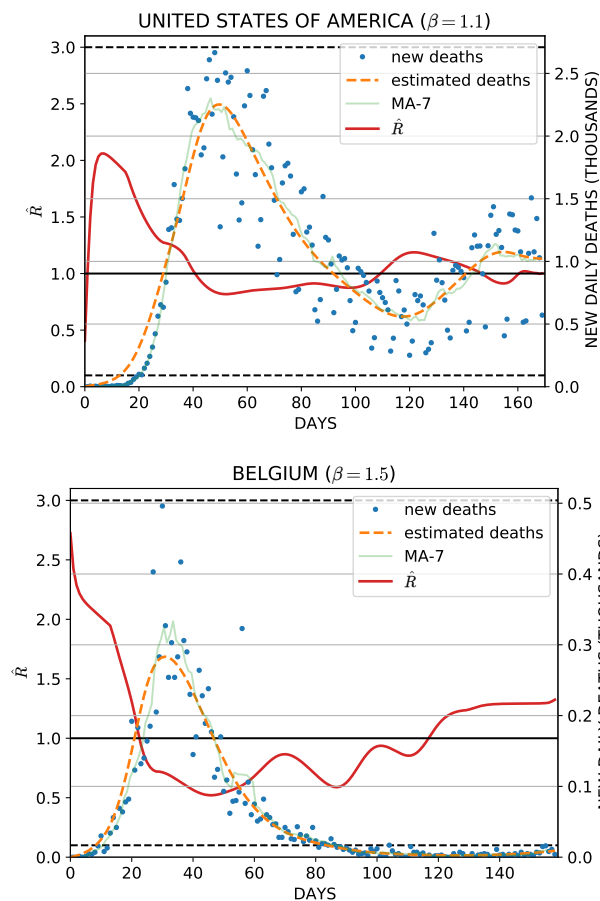 UNITED STATES OF AMERICA (β = 1.1)
3.0
2.5
2.0
1.5
1.0
0.5
0.0
R̂
new deaths
estimated deaths
MA-7
R̂
2.5
2.0
1.5
1.0
0.5
0.0
NEW DAILY DEATHS (THOUSANDS)
0 20 40 60 80 100 120 140 160
DAYS
BELGIUM (β = 1.5)
3.0
2.5
2.0
1.5
1.0
0.5
0.0
R̂
new deaths
estimated deaths
MA-7
R̂
0.5
0.4
0.3
0.2
0.1
0.0
0 20 40 60 80 100 120 140
DAYS